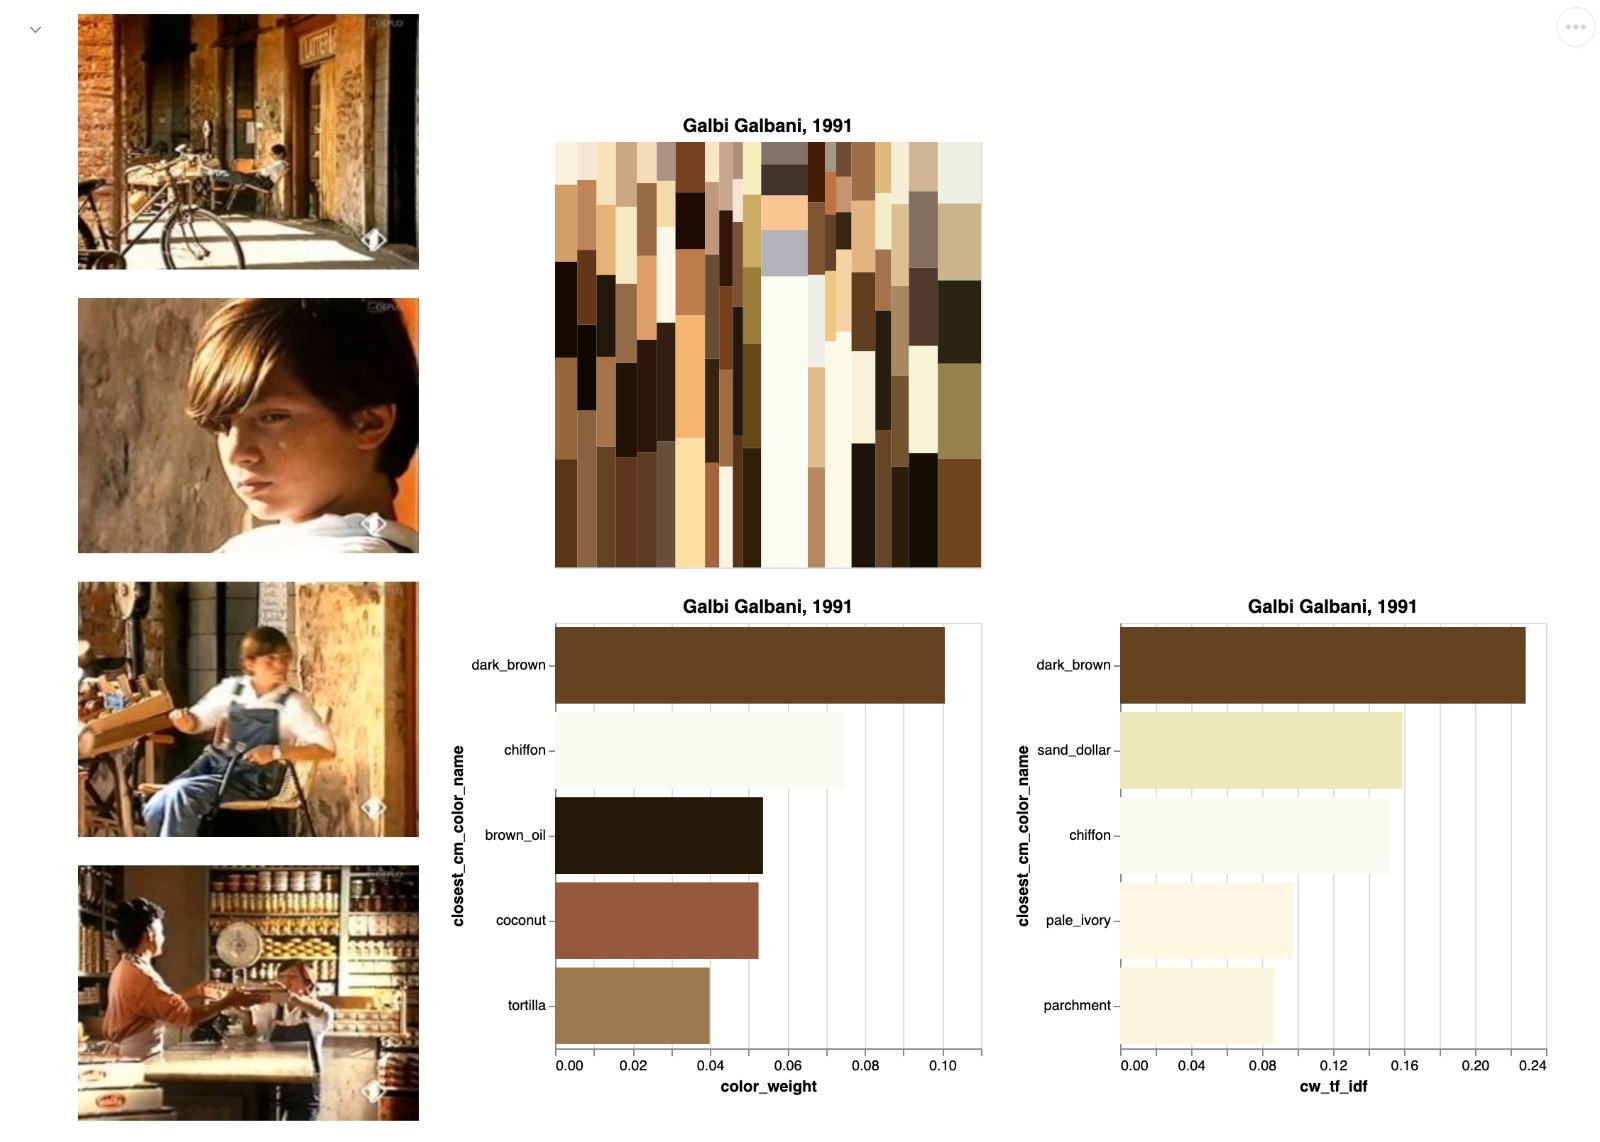 LATTERIA
Galbi Galbani, 1991
Galbi Galbani, 1991
closest_cm_color_name
dark_brown
chiffon
brown_oil
coconut
tortilla
0.00 0.02 0.04 0.06 0.08 0.10
color_weight
Galbi Galbani, 1991
closest_cm_color_name
dark_brown
sand_dollar
chiffon
pale_ivory
parchment
0.00 0.04 0.08 0.12 0.16 0.20 0.24
cw_tf_idf